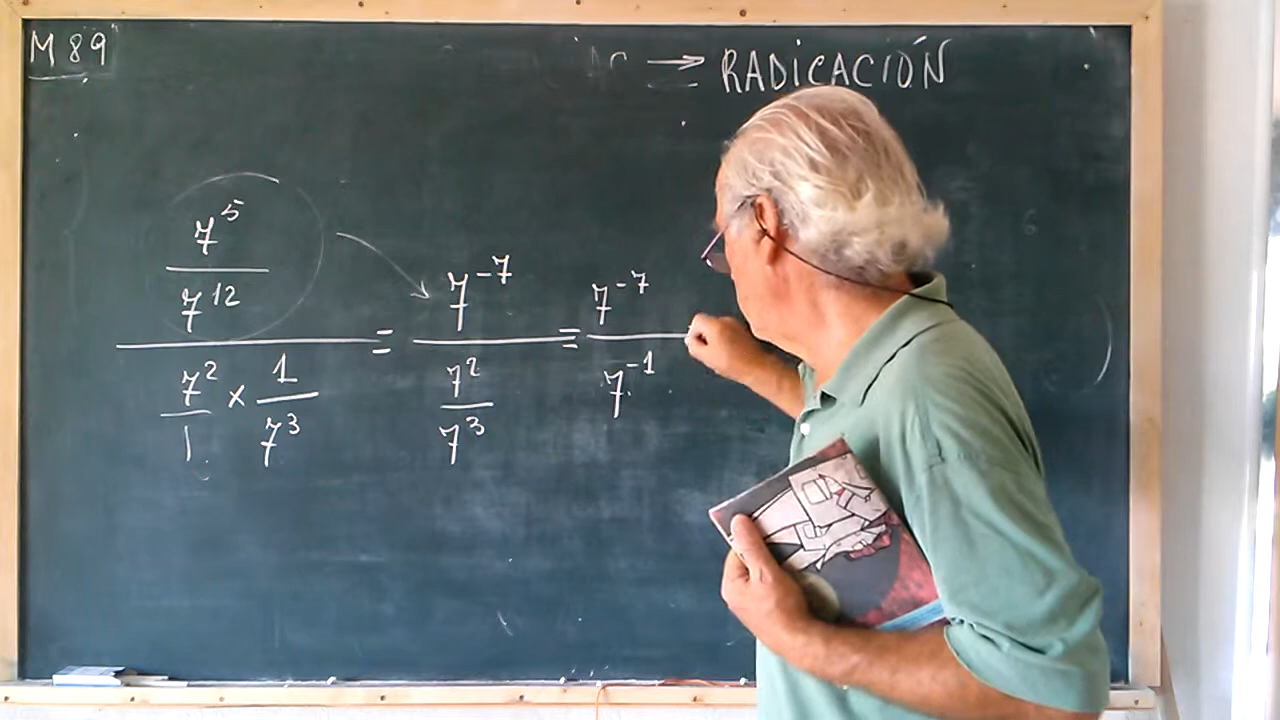 M89
→ RADICACIÓN
7^5 / 7^12 / (7^2 / 1 × 1 / 7^3) = 7^-7 / (7^2 / 7^3) = 7^-7 / 7^-1